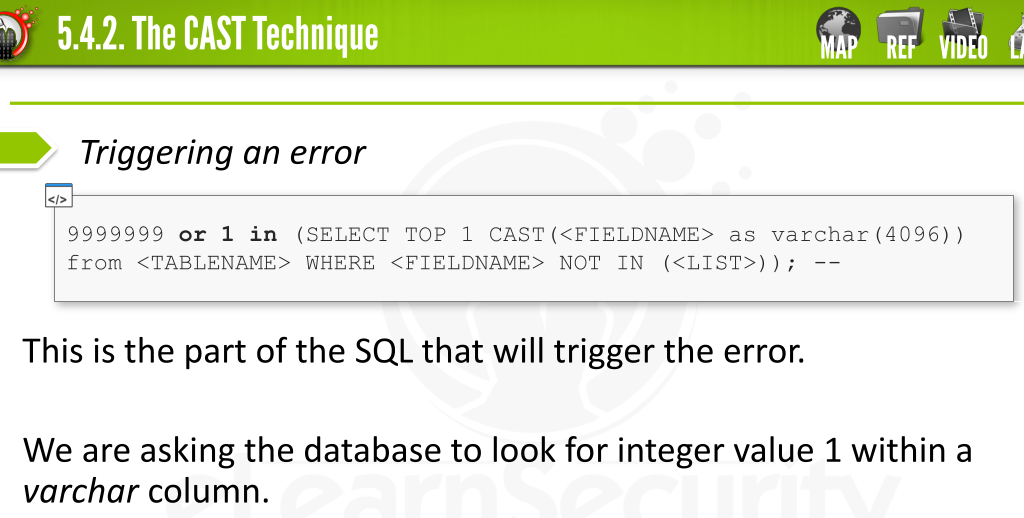 5.4.2. The CAST Technique
MAP REF VIDEO
Triggering an error
</>
9999999 or 1 in (SELECT TOP 1 CAST(<FIELDNAME> as varchar(4096))
from <TABLENAME> WHERE <FIELDNAME> NOT IN (<LIST>)); --
This is the part of the SQL that will trigger the error.
We are asking the database to look for integer value 1 within a
varchar column.
eLearnSecurity